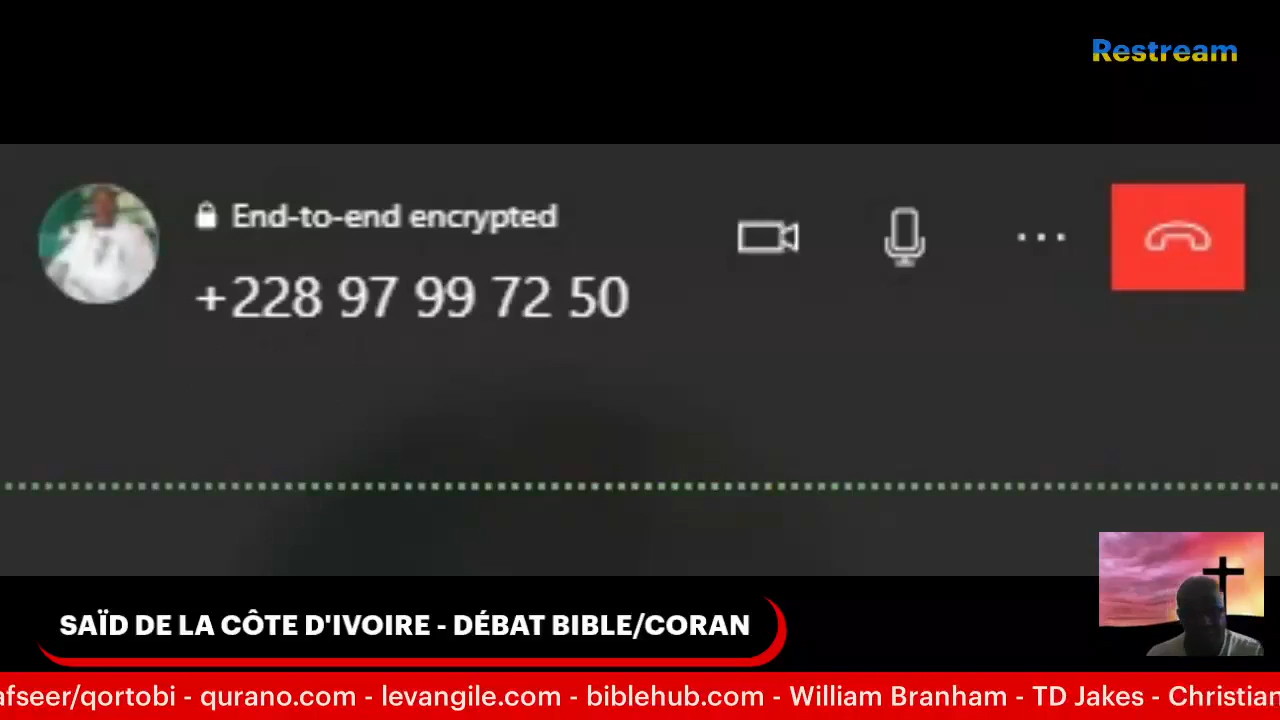 Restream
End-to-end encrypted
+228 97 99 72 50
SAÏD DE LA CÔTE D'IVOIRE - DÉBAT BIBLE/CORAN
afseer/qortobi - qurano.com - levangile.com - biblehub.com - William Branham - TD Jakes - Christian